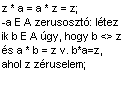 z * a = a * z = z;
-a E A zerusosztó: létez
ik b E A úgy, hogy b <> z
és a * b = z v. b*a=z,
ahol z zéruselem;